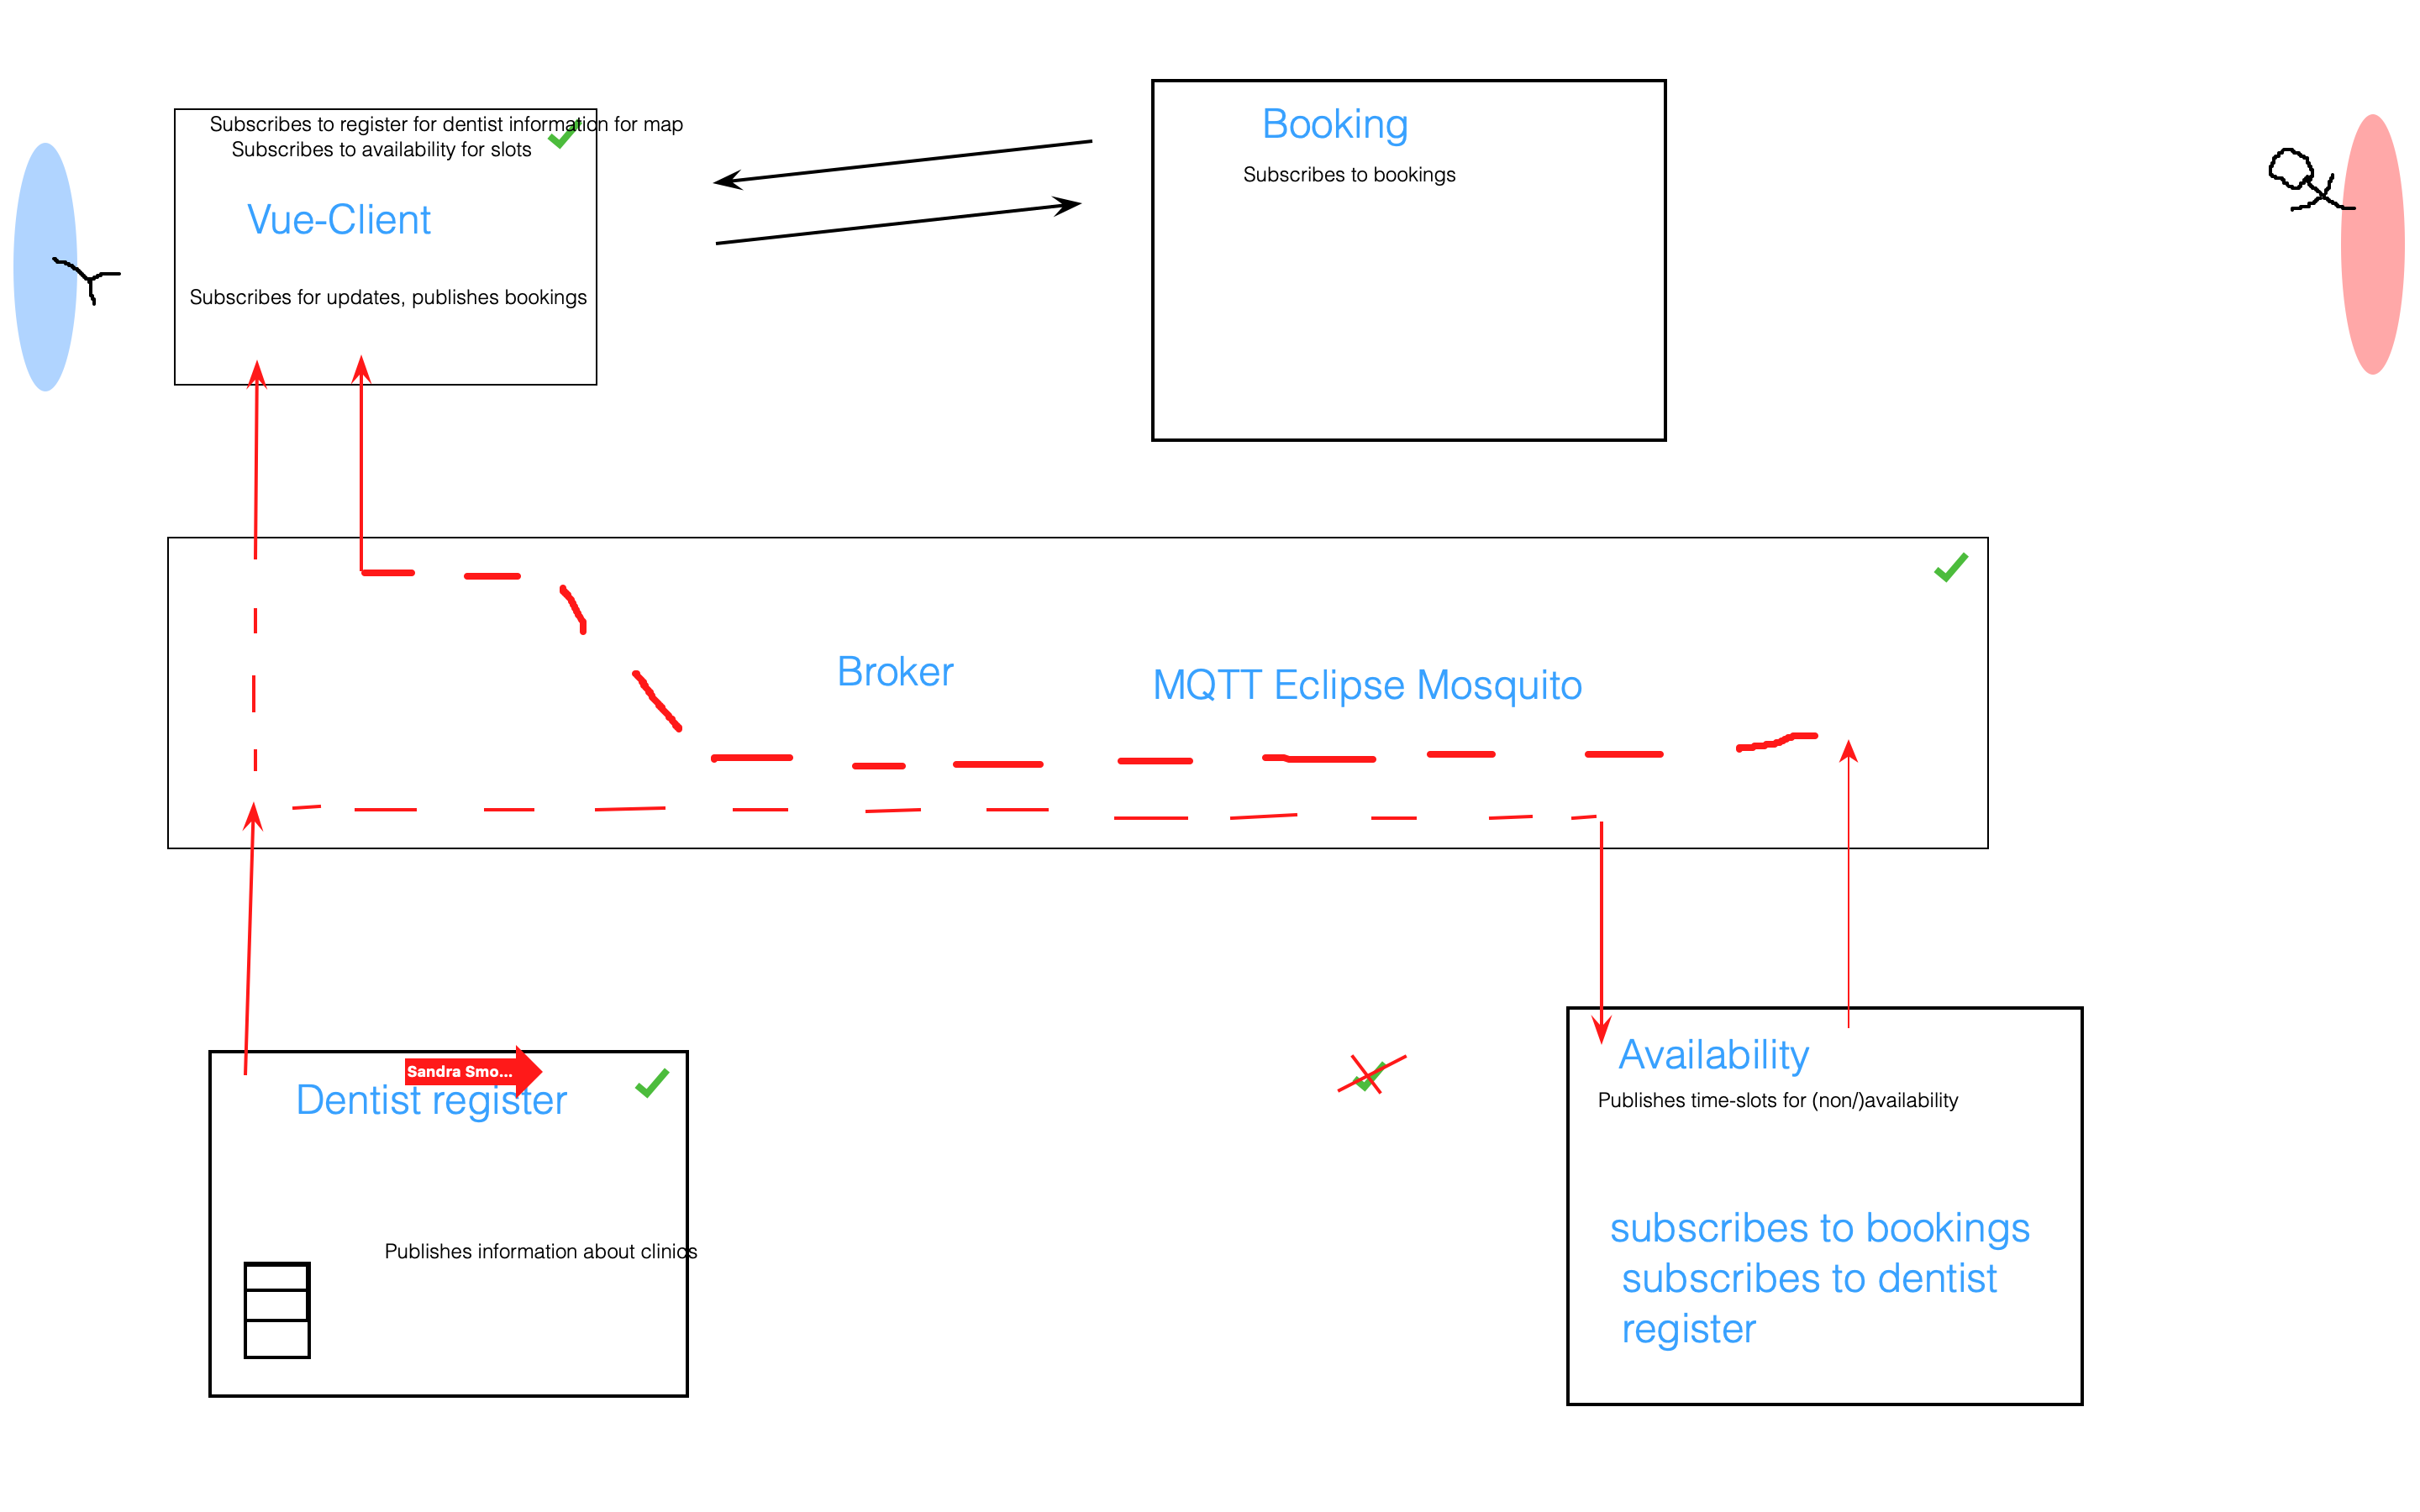 Subscribes to register for dentist information for map
Subscribes to availability for slots
Vue-Client
Subscribes for updates, publishes bookings
Booking
Subscribes to bookings
Broker
MQTT Eclipse Mosquito
Sandra Smo...
Dentist register
Publishes information about clinics
Availability
Publishes time-slots for (non/)availability
subscribes to bookings
subscribes to dentist
register